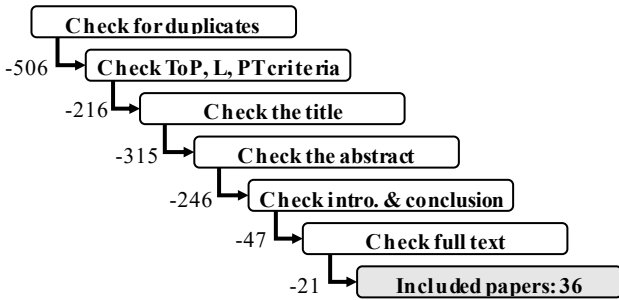 Check for duplicates
-506
Check ToP, L, PT criteria
-216
Check the title
-315
Check the abstract
-246
Check intro. & conclusion
-47
Check full text
-21
Included papers: 36